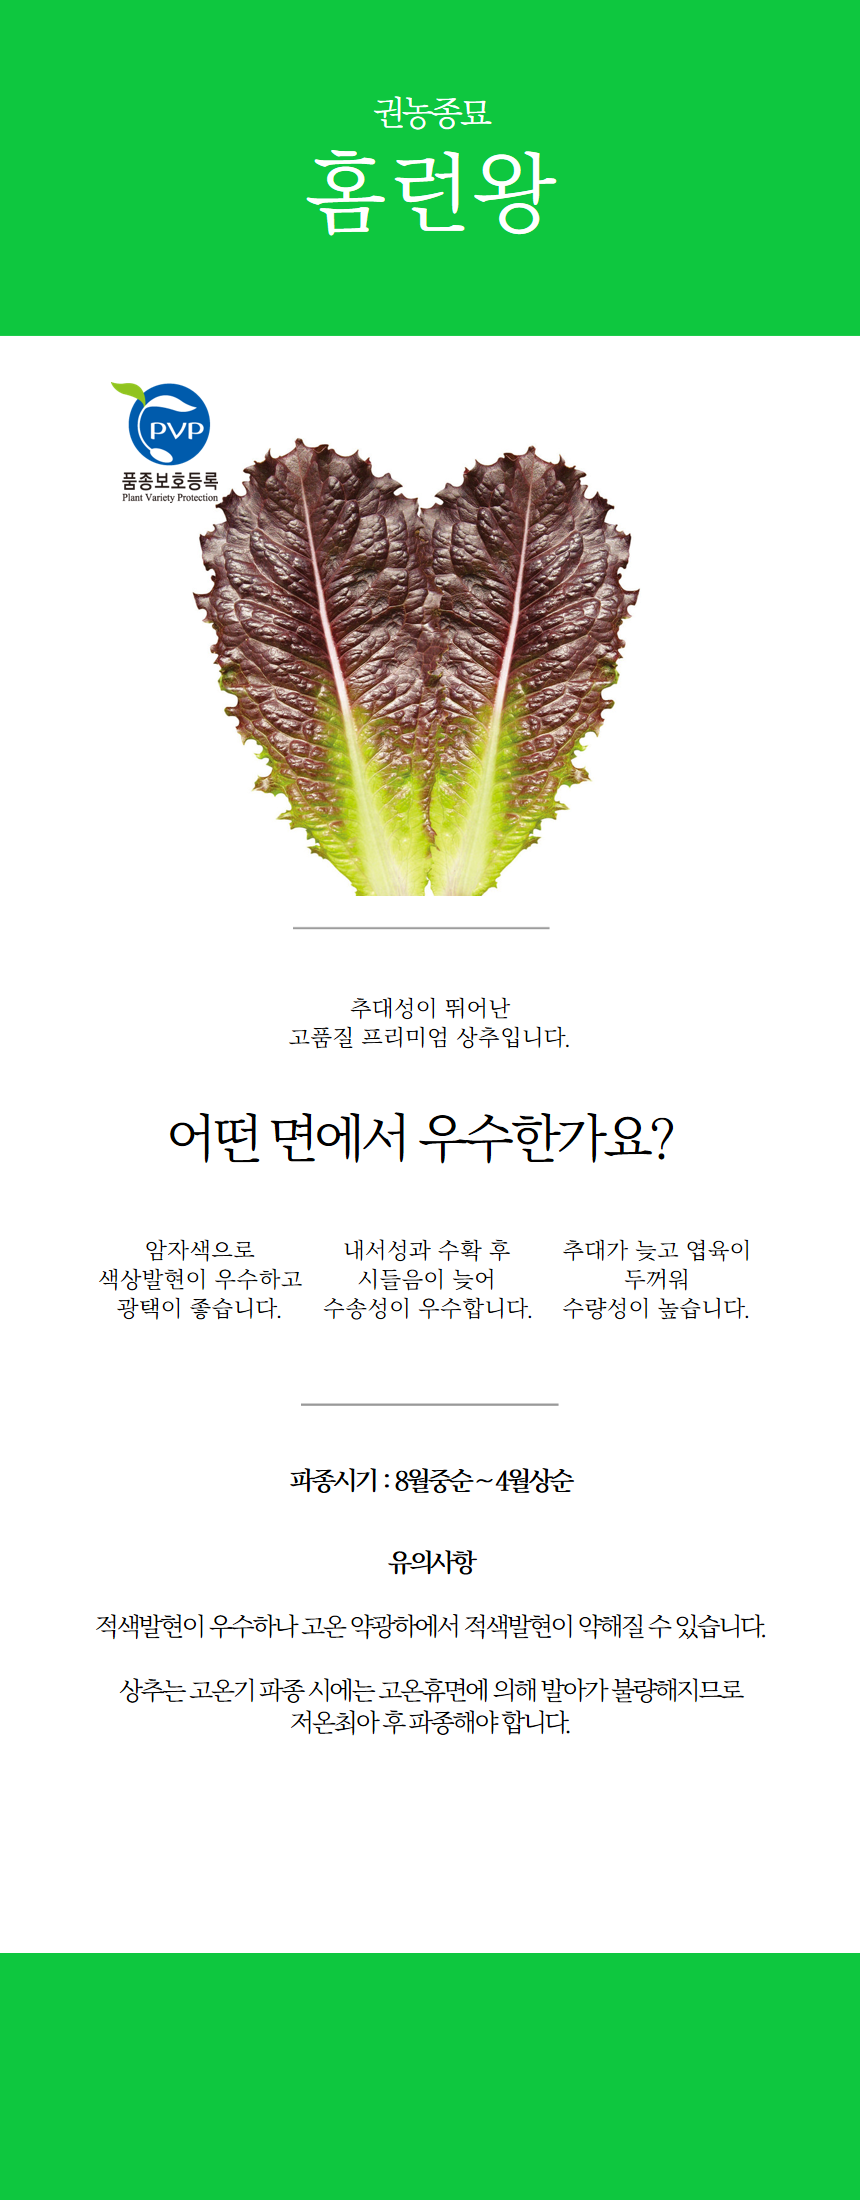 권농종묘
홈런왕
PVP
품종보호등록
Plant Variety Protection
추대성이 뛰어난
고품질 프리미엄 상추입니다.
어떤 면에서 우수한가요?
암자색으로
색상발현이 우수하고
광택이 좋습니다.
내서성과 수확 후
시들음이 늦어
수송성이 우수합니다.
추대가 늦고 엽육이
두꺼워
수량성이 높습니다.
파종시기 : 8월중순 ~ 4월상순
유의사항
적색발현이 우수하나 고온 약광하에서 적색발현이 약해질 수 있습니다.
상추는 고온기 파종 시에는 고온휴면에 의해 발아가 불량해지므로
저온최아 후 파종해야 합니다.